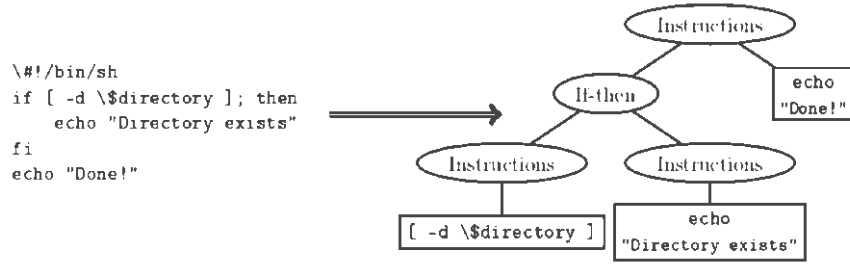 \#!/bin/sh
if [ -d \$directory ]; then
    echo "Directory exists"
fi
echo "Done!"
Instructions
If-then
echo
"Done!"
Instructions
Instructions
[ -d \$directory ]
echo
"Directory exists"